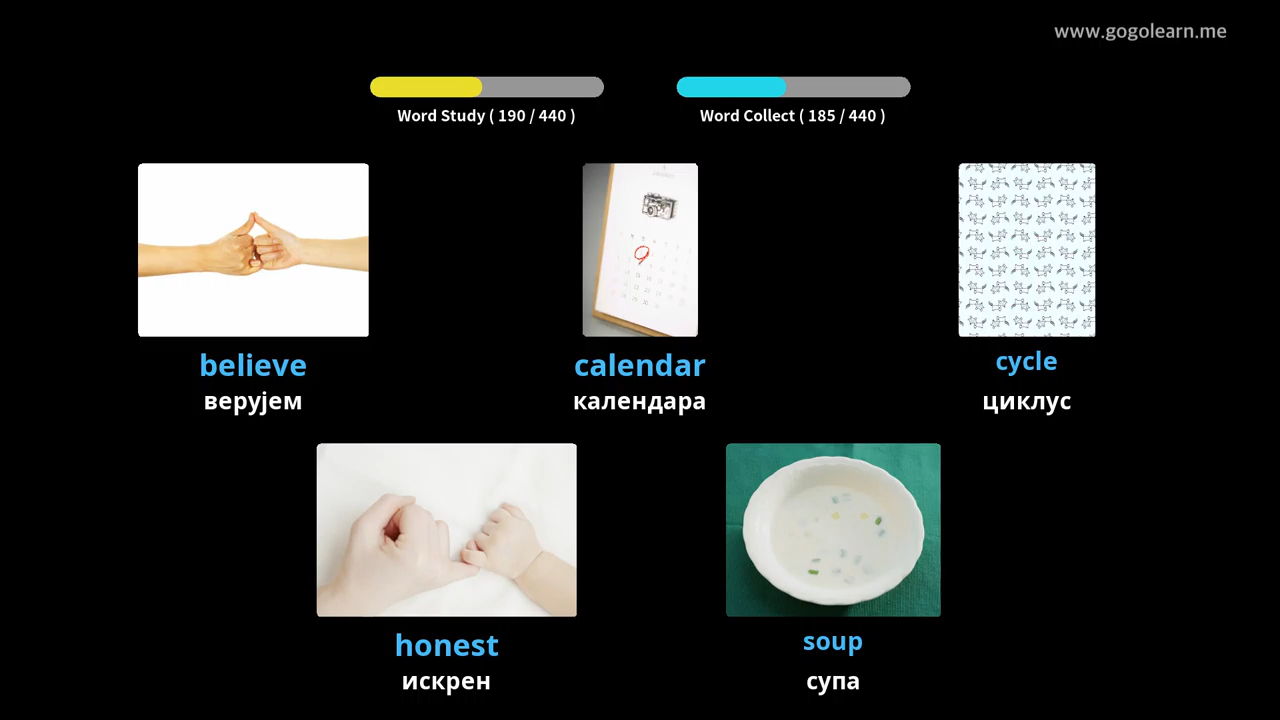 www.gogolearn.me
Word Study ( 190 / 440 )
Word Collect ( 185 / 440 )
believe
верујем
calendar
календара
cycle
циклус
honest
искрен
soup
супа